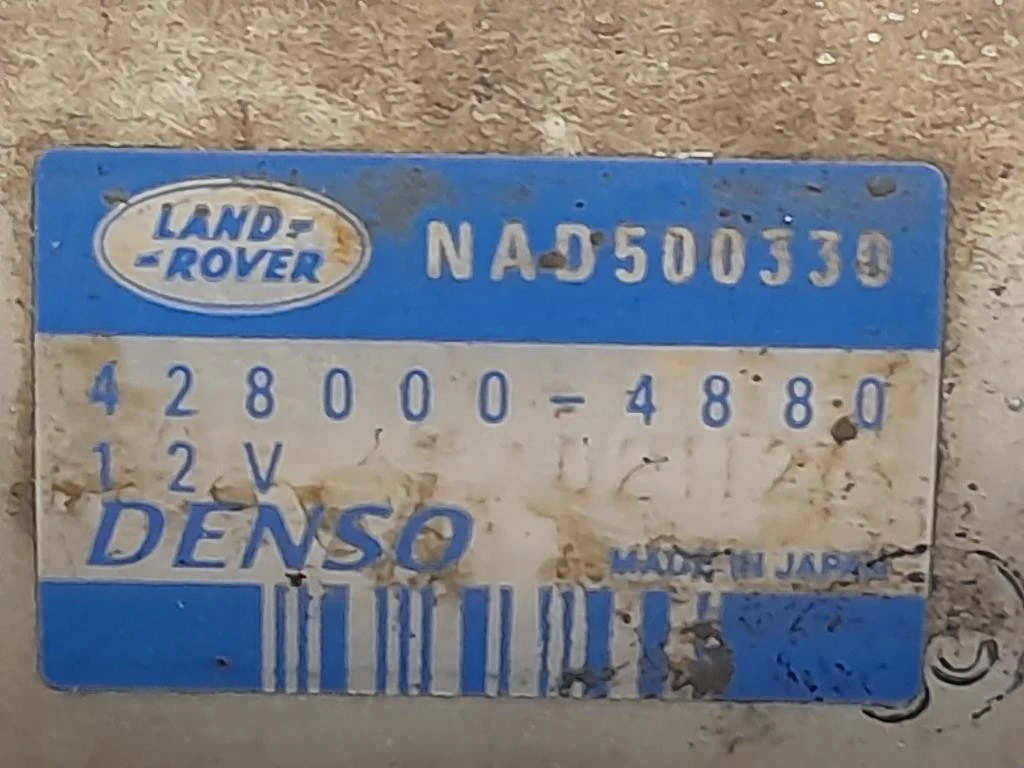 LAND-
-ROVER
NAD500330
428000-4880
12V
DENSO
MADE IN JAPAN